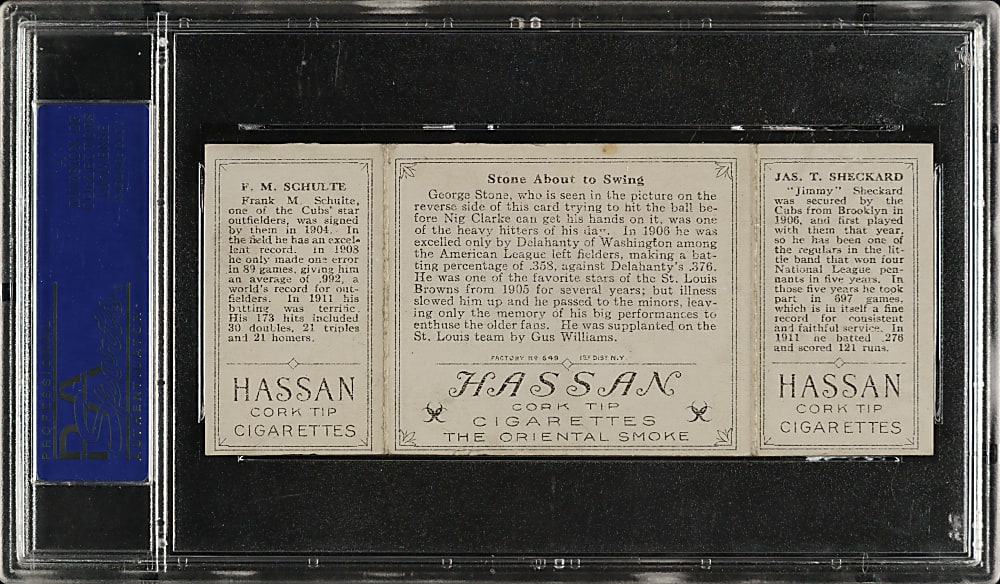 F. M. SCHULTE
Frank M. Schulte,
one of the Cubs' star
outfielders, was signed
by them in 1904. In
the field he has an excel-
lent record. In 1908
he only made one error
in 89 games, giving him
an average of .992, a
world's record for out-
fielders. In 1911 his
batting was terrific.
His 173 hits included
30 doubles, 21 triples
and 21 homers.
HASSAN
CORK TIP
CIGARETTES
Stone About to Swing
George Stone, who is seen in the picture on the
reverse side of this card trying to hit the ball be-
fore Nig Clarke can get his hands on it, was one
of the heavy hitters of his day. In 1906 he was
excelled only by Delahanty of Washington among
the American League left fielders, making a bat-
ting percentage of .358, against Delahanty's .376.
He was one of the favorite stars of the St. Louis
Browns from 1905 for several years; but illness
slowed him up and he passed to the minors, leav-
ing only the memory of his big performances to
enthuse the older fans. He was supplanted on the
St. Louis team by Gus Williams.
FACTORY No 649 1ST DIST N.Y.
HASSAN
CORK TIP
CIGARETTES
THE ORIENTAL SMOKE
JAS. T. SHECKARD
"Jimmy" Sheckard
was secured by the
Cubs from Brooklyn in
1906, and first played
with them that year,
so he has been one of
the regulars in the lit-
tle band that won four
National League pen-
nants in five years. In
those five years he took
part in 697 games,
which is in itself a fine
record for consistent
and faithful service. In
1911 he batted .276
and scored 121 runs.
HASSAN
CORK TIP
CIGARETTES
PSA